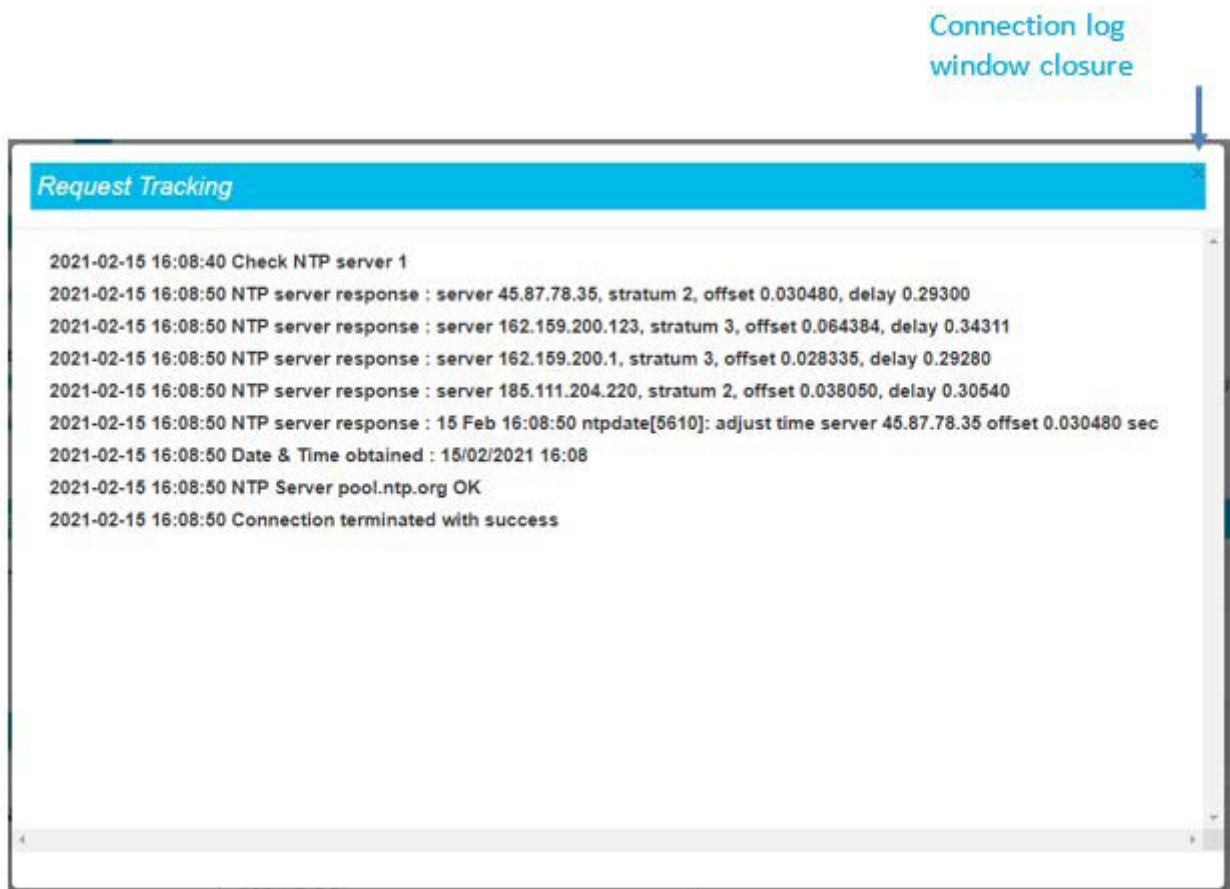 Connection log
window closure
Request Tracking
2021-02-15 16:08:40 Check NTP server 1
2021-02-15 16:08:50 NTP server response : server 45.87.78.35, stratum 2, offset 0.030480, delay 0.29300
2021-02-15 16:08:50 NTP server response : server 162.159.200.123, stratum 3, offset 0.064384, delay 0.34311
2021-02-15 16:08:50 NTP server response : server 162.159.200.1, stratum 3, offset 0.028335, delay 0.29280
2021-02-15 16:08:50 NTP server response : server 185.111.204.220, stratum 2, offset 0.038050, delay 0.30540
2021-02-15 16:08:50 NTP server response : 15 Feb 16:08:50 ntpdate[5610]: adjust time server 45.87.78.35 offset 0.030480 sec
2021-02-15 16:08:50 Date & Time obtained : 15/02/2021 16:08
2021-02-15 16:08:50 NTP Server pool.ntp.org OK
2021-02-15 16:08:50 Connection terminated with success